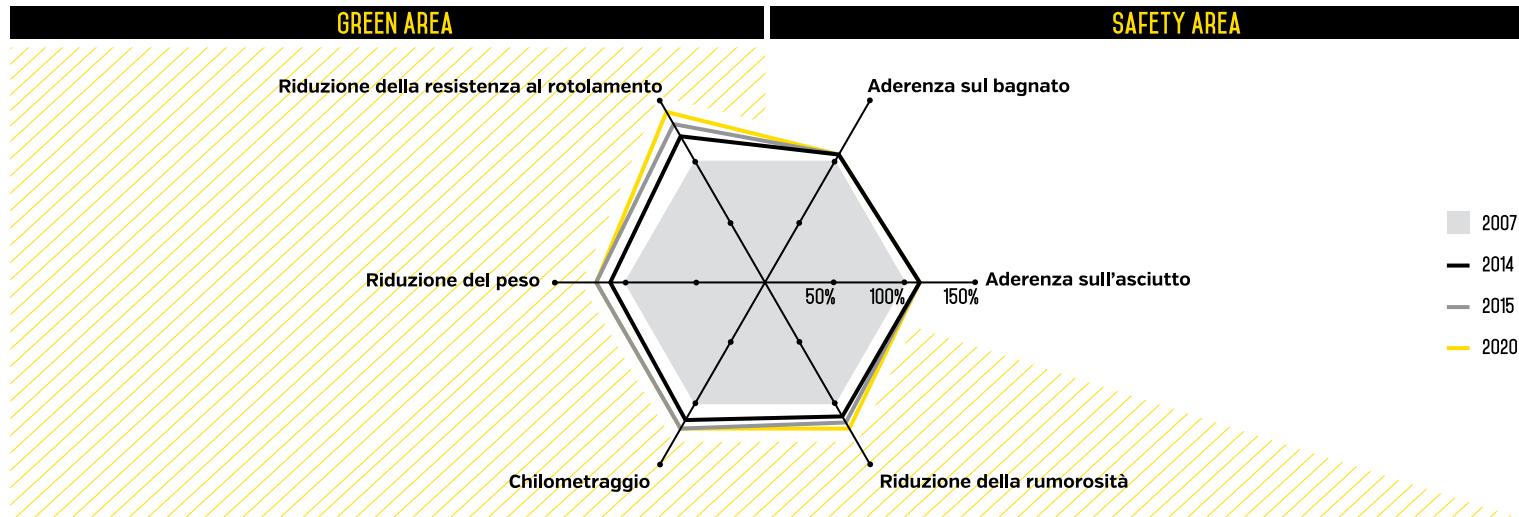 GREEN AREA
SAFETY AREA
Riduzione della resistenza al rotolamento
Aderenza sul bagnato
Riduzione del peso
50%
100%
150%
Aderenza sull'asciutto
Chilometraggio
Riduzione della rumorosità
2007
2014
2015
2020